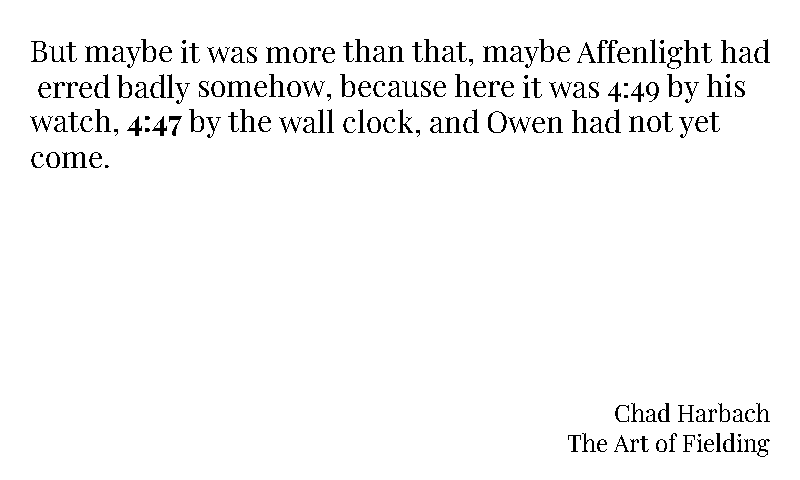 But maybe it was more than that, maybe Affenlight had
erred badly somehow, because here it was 4:49 by his
watch, 4:47 by the wall clock, and Owen had not yet
come.
Chad Harbach
The Art of Fielding